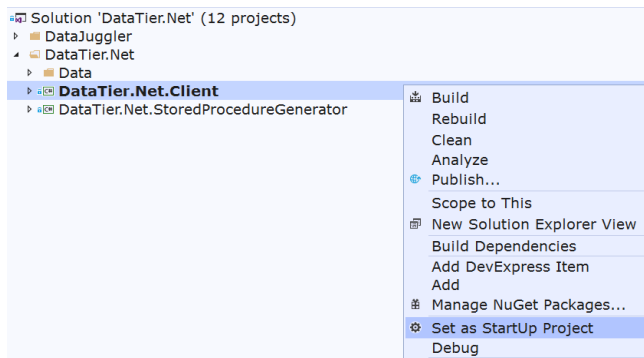 Solution 'DataTier.Net' (12 projects)
DataJuggler
DataTier.Net
Data
DataTier.Net.Client
DataTier.Net.StoredProcedureGenerator
Build
Rebuild
Clean
Analyze
Publish...
Scope to This
New Solution Explorer View
Build Dependencies
Add DevExpress Item
Add
Manage NuGet Packages...
Set as StartUp Project
Debug